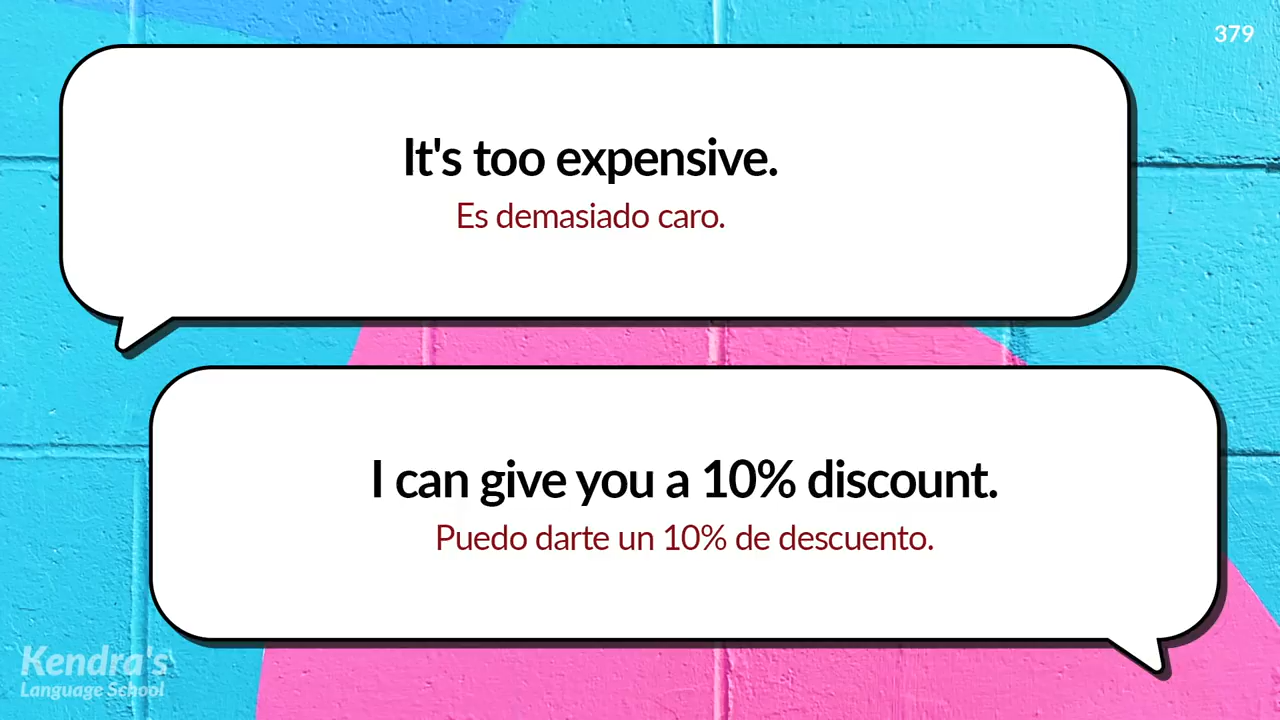 379
It's too expensive.
Es demasiado caro.
I can give you a 10% discount.
Puedo darte un 10% de descuento.
Kendra's
Language School